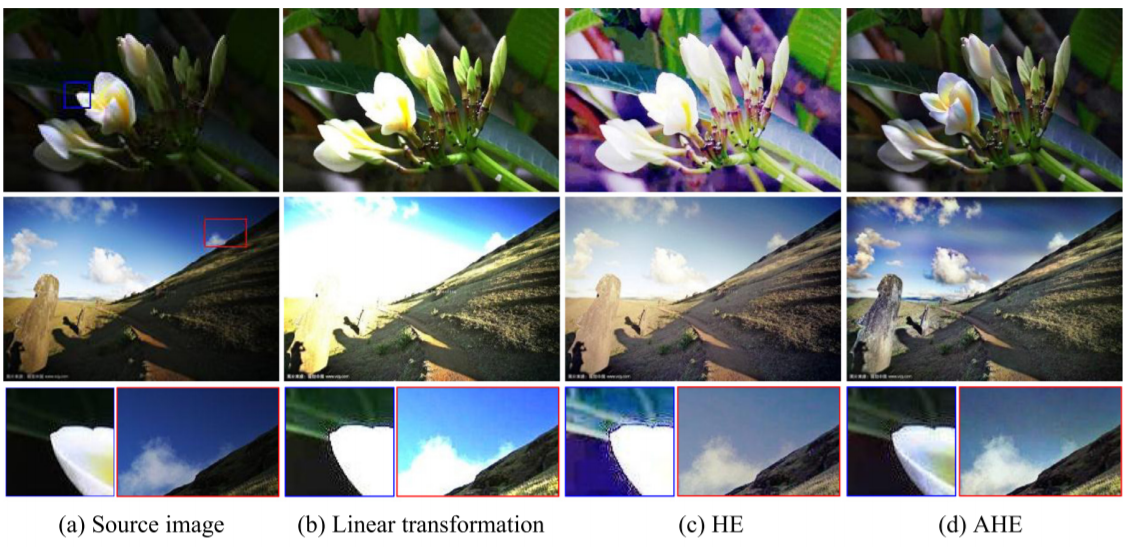 (a) Source image
(b) Linear transformation
(c) HE
(d) AHE